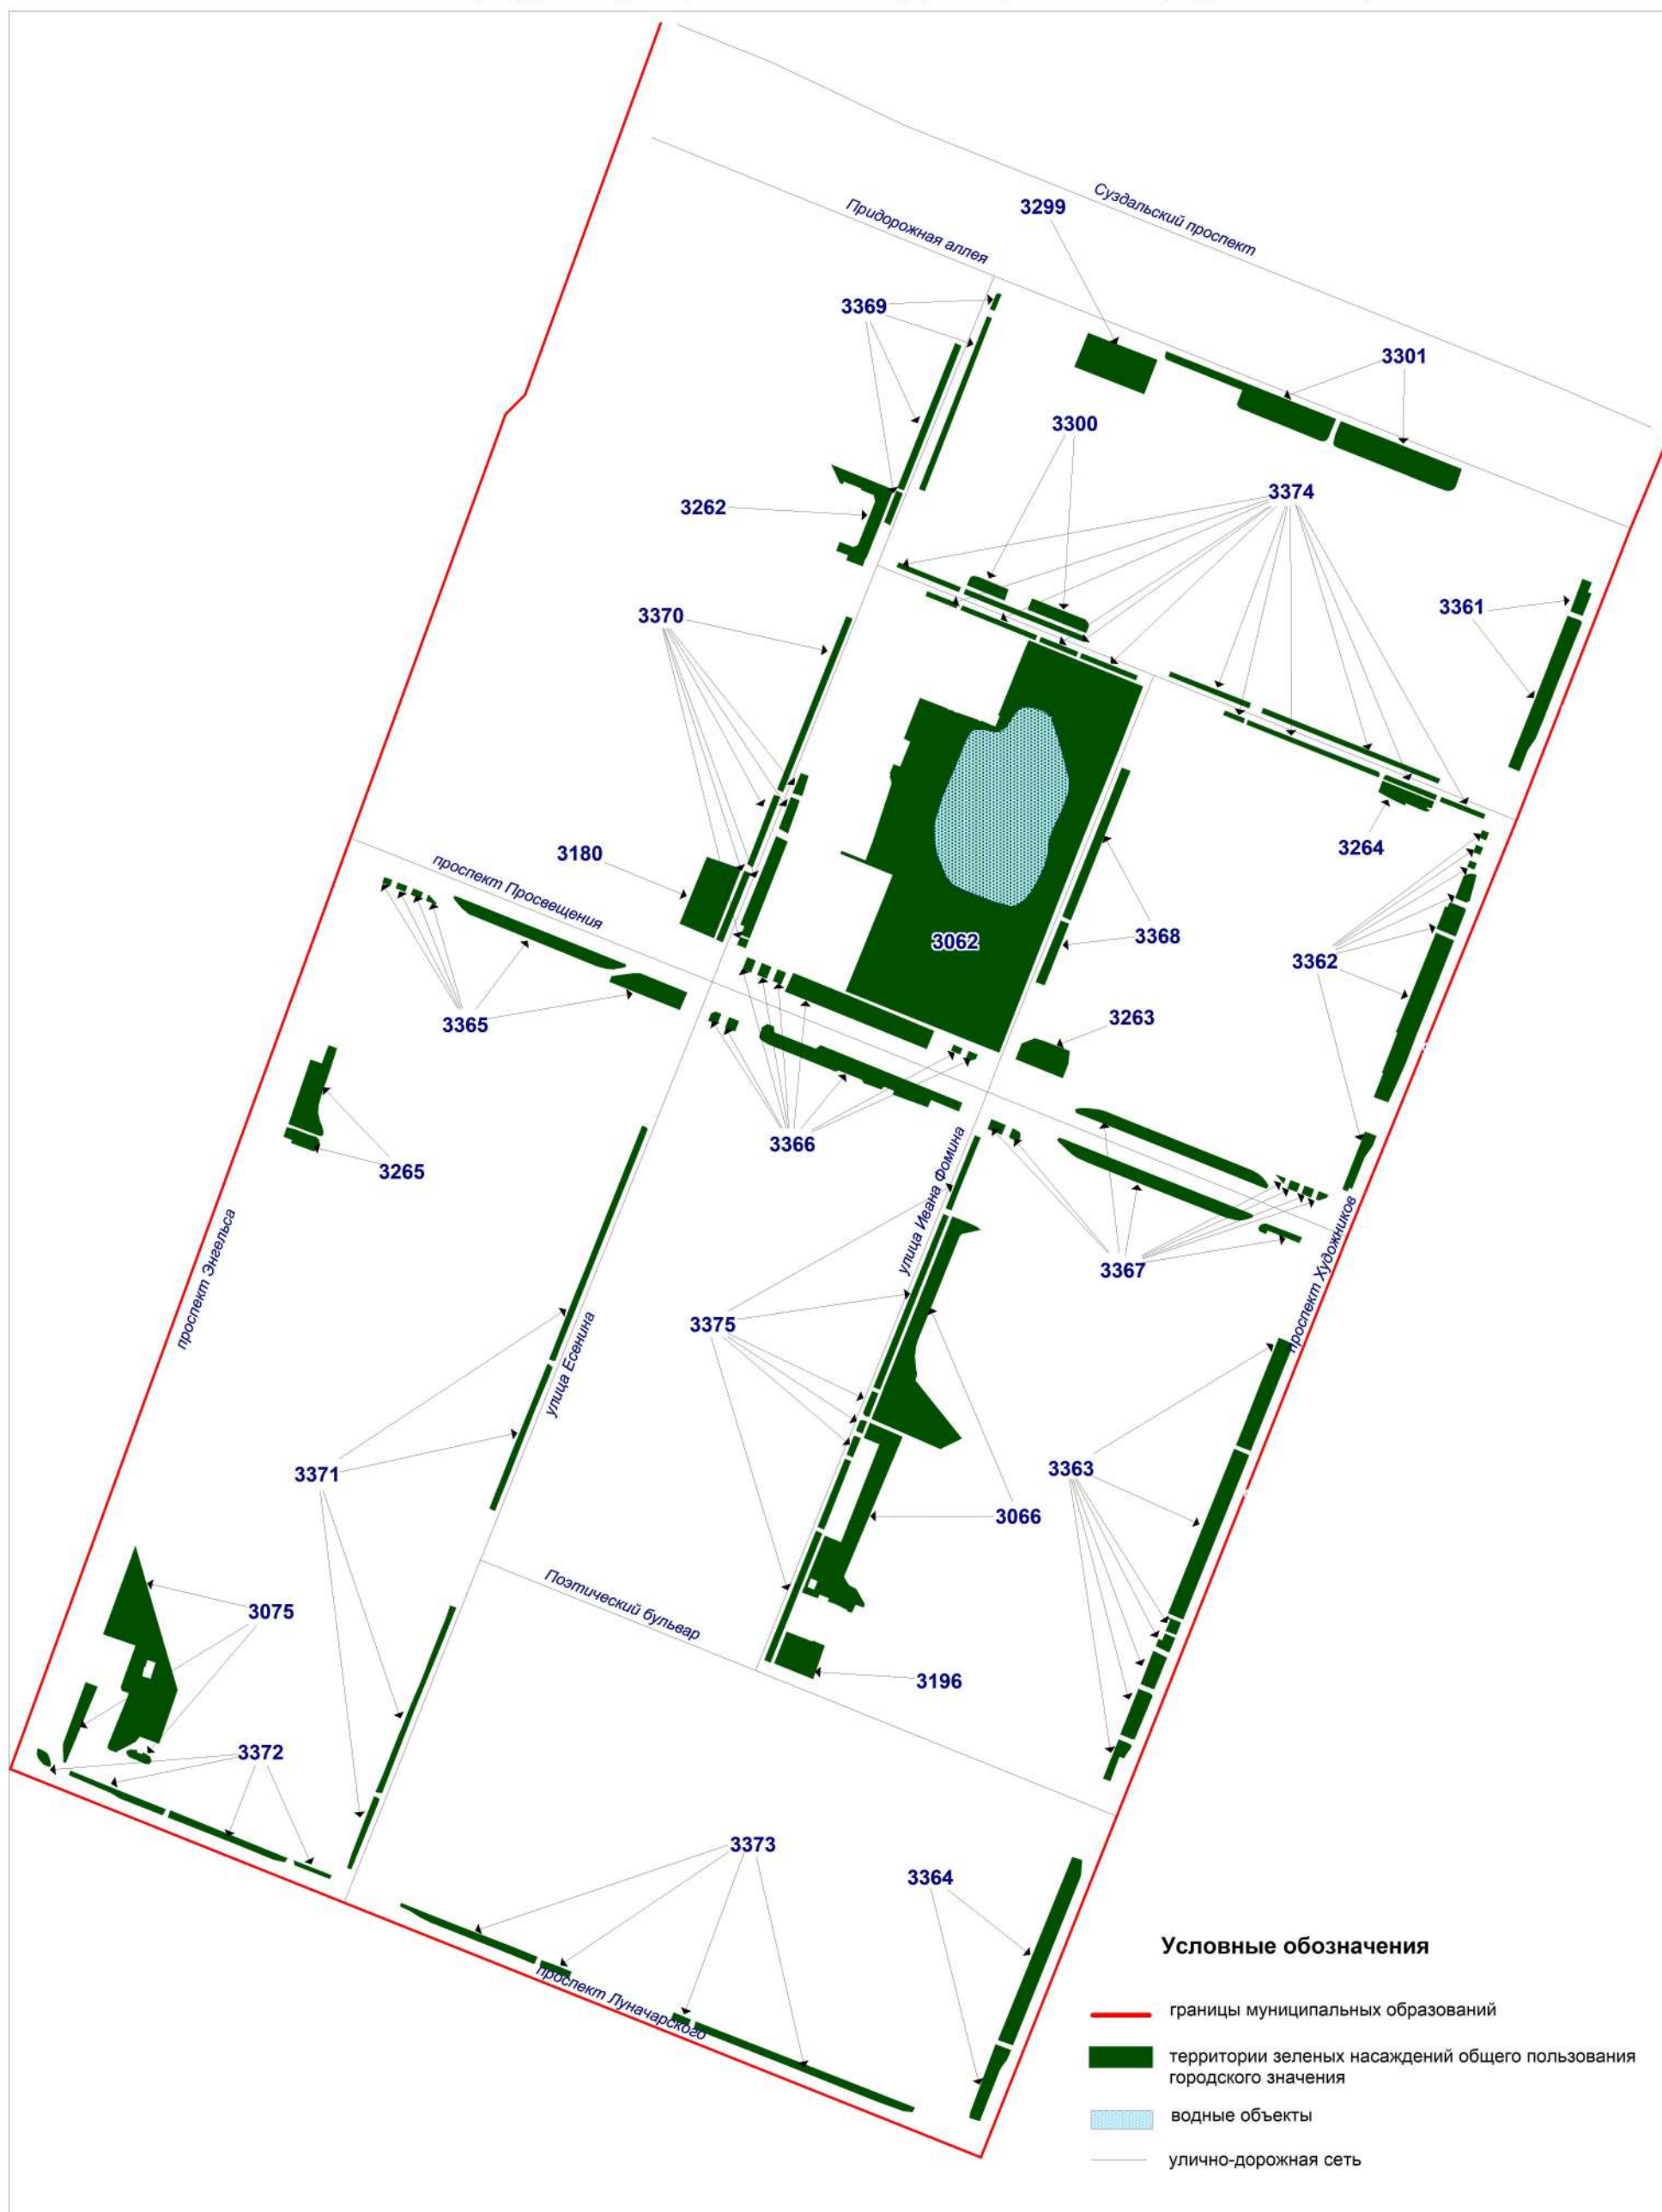 Суздальский проспект
3299
Придорожная аллея
3369
3301
3300
3374
3262
3361
3370
3264
3180
проспект Просвещения
3062
3368
3362
3365
3263
3366
3265
улица Ивана Фомина
проспект Художников
3367
проспект Энгельса
3375
улица Есенина
3371
3363
3066
Поэтический бульвар
3075
3196
3372
3373
3364
проспект Луначарского
Условные обозначения
границы муниципальных образований
территории зеленых насаждений общего пользования
городского значения
водные объекты
улично-дорожная сеть